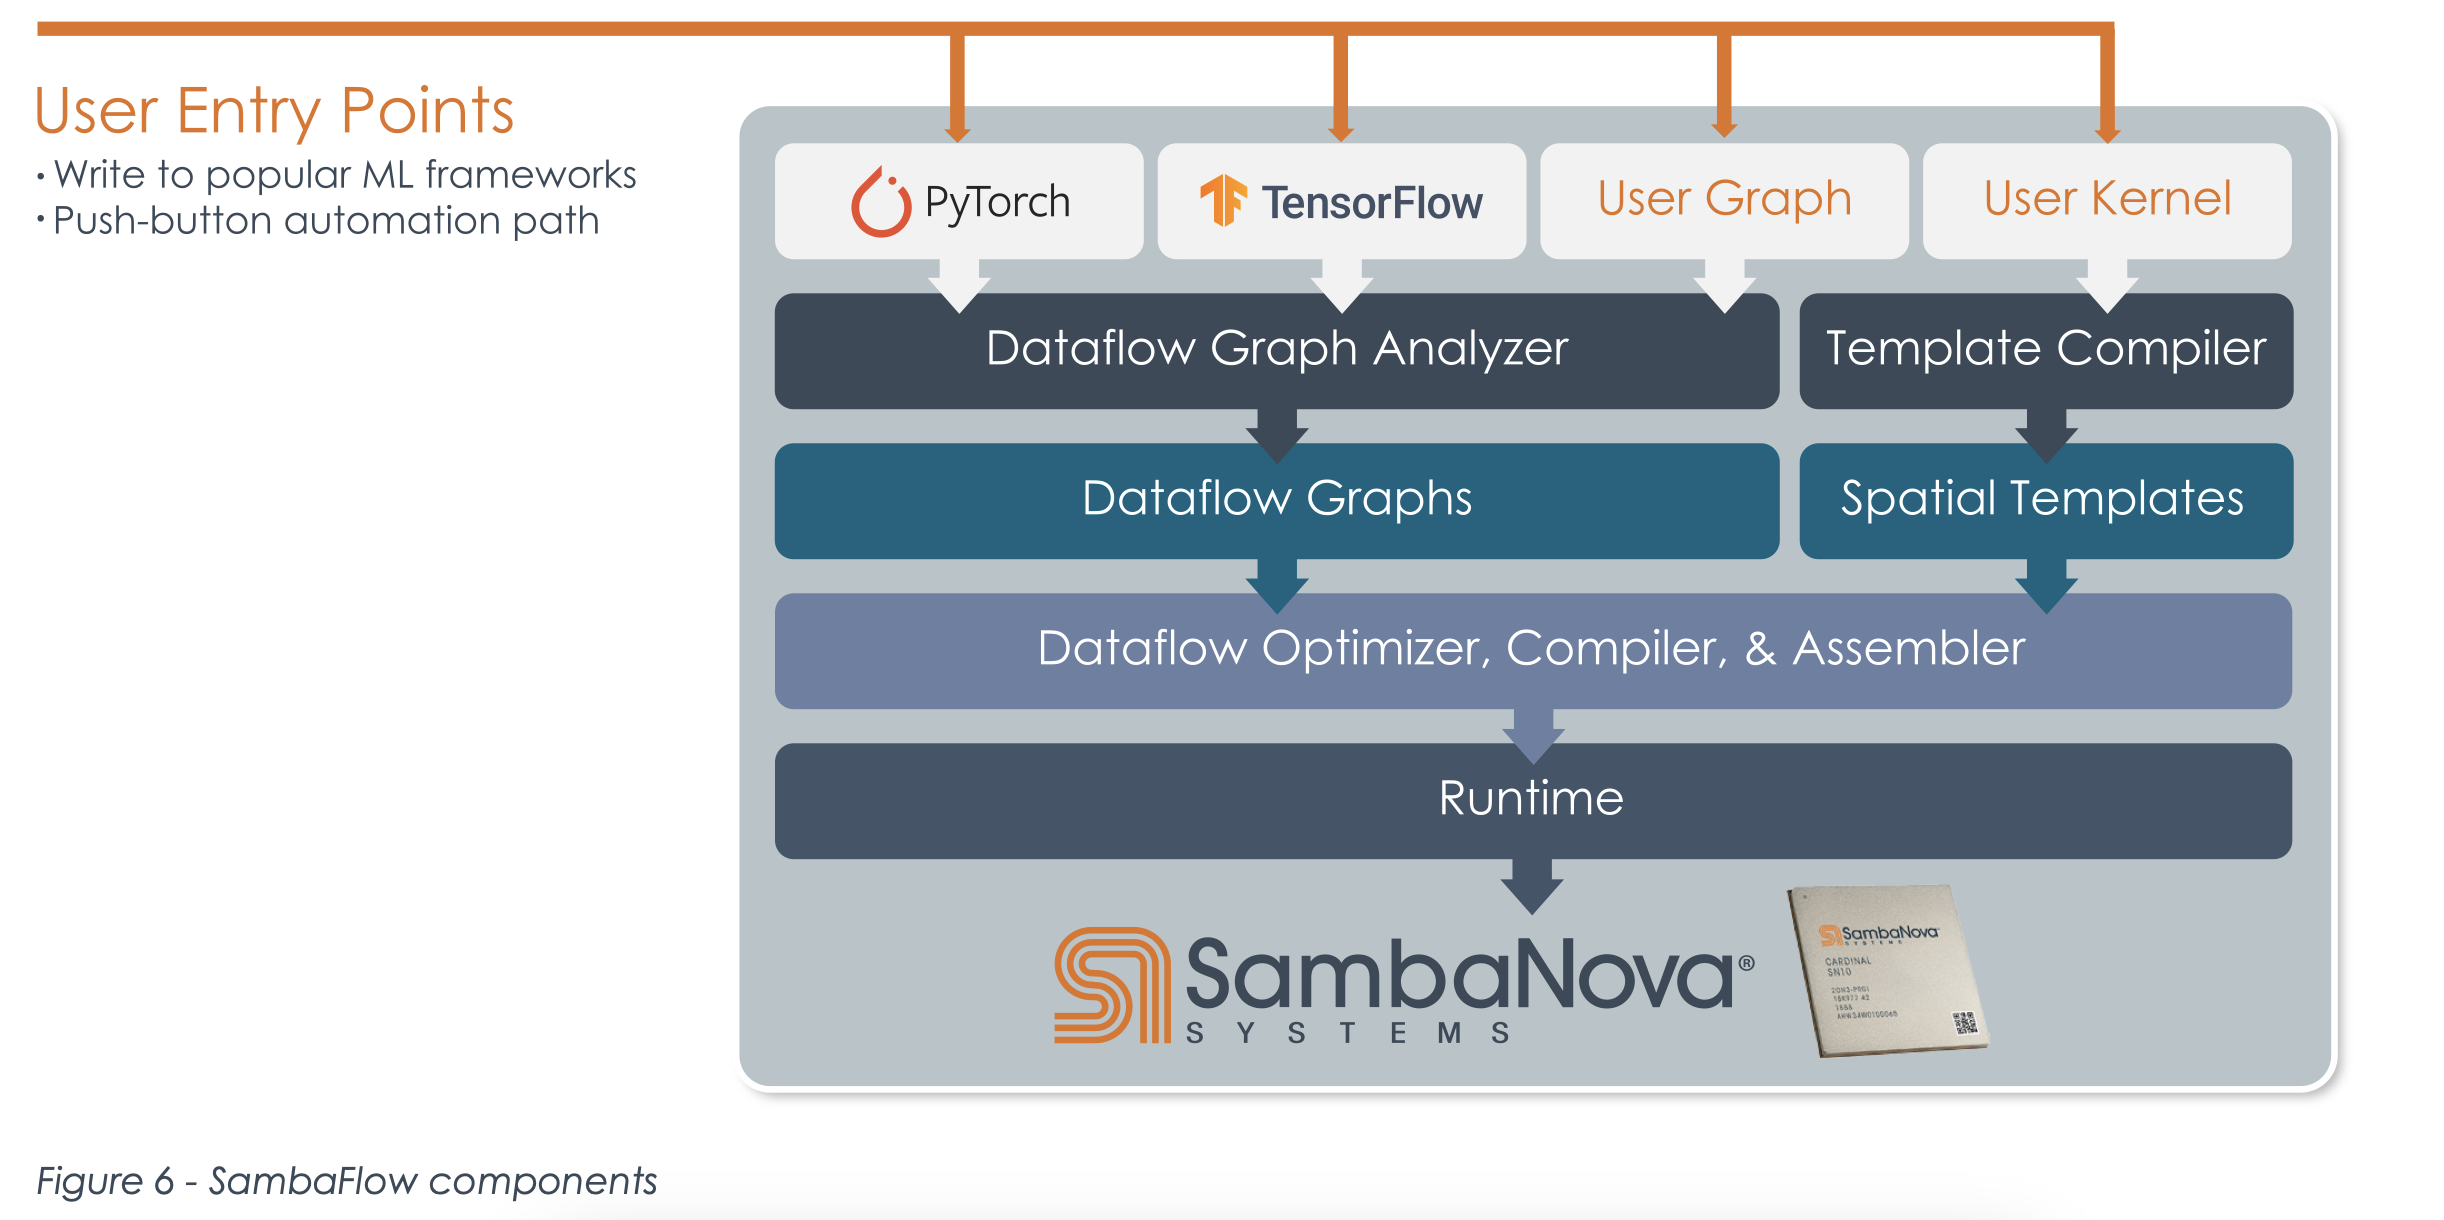 User Entry Points
· Write to popular ML frameworks
· Push-button automation path
PyTorch
TensorFlow
User Graph
User Kernel
Dataflow Graph Analyzer
Template Compiler
Dataflow Graphs
Spatial Templates
Dataflow Optimizer, Compiler, & Assembler
Runtime
SambaNova®
SYSTEMS
SambaNova
SYSTEMS
CARDINAL
SN10
Figure 6 - SambaFlow components